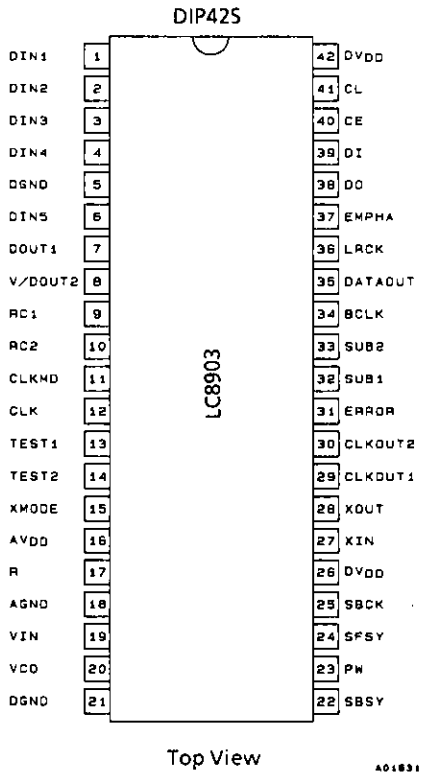 DIP42S
DIN1 1 42 DVDD
DIN2 2 41 CL
DIN3 3 40 CE
DIN4 4 39 DI
DGND 5 38 DO
DIN5 6 37 EMPHA
DOUT1 7 36 LRCK
V/DOUT2 8 35 DATAOUT
RC1 9 34 BCLK
RC2 10 33 SUB2
CLKMD 11 32 SUB1
CLK 12 31 ERROR
TEST1 13 30 CLKOUT2
TEST2 14 29 CLKOUT1
XMODE 15 28 XOUT
AVDD 16 27 XIN
R 17 26 DVDD
AGND 18 25 SBCK
VIN 19 24 SFSY
VCO 20 23 PW
DGND 21 22 SBSY
LC8903
Top View
A01831